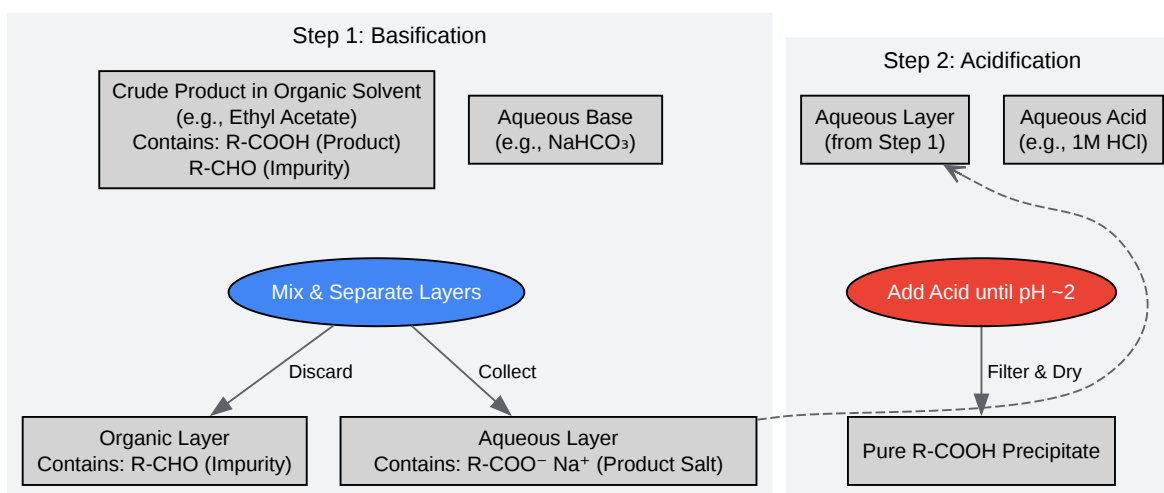 Step 1: Basification
Crude Product in Organic Solvent
(e.g., Ethyl Acetate)
Contains: R-COOH (Product)
R-CHO (Impurity)
Aqueous Base
(e.g., NaHCO₃)
Mix & Separate Layers
Discard
Collect
Organic Layer
Contains: R-CHO (Impurity)
Aqueous Layer
Contains: R-COO⁻ Na⁺ (Product Salt)
Step 2: Acidification
Aqueous Layer
(from Step 1)
Aqueous Acid
(e.g., 1M HCl)
Add Acid until pH ~2
Filter & Dry
Pure R-COOH Precipitate